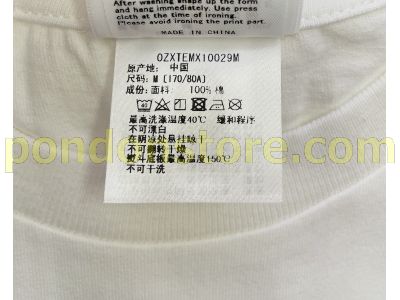 After washing shape up the form
and hang immediately. Use press
cloth at the time of ironing.
Please avoid ironing the print part.
MADE IN CHINA
0ZXTEMX10029M
原产地: 中国
尺码: M (170/80A)
成份: 面料: 100% 棉
最高洗涤温度40℃ 缓和程序
不可漂白
在阴凉处悬挂晾干
不可翻转干燥
熨斗底板最高温度150℃
不可干洗